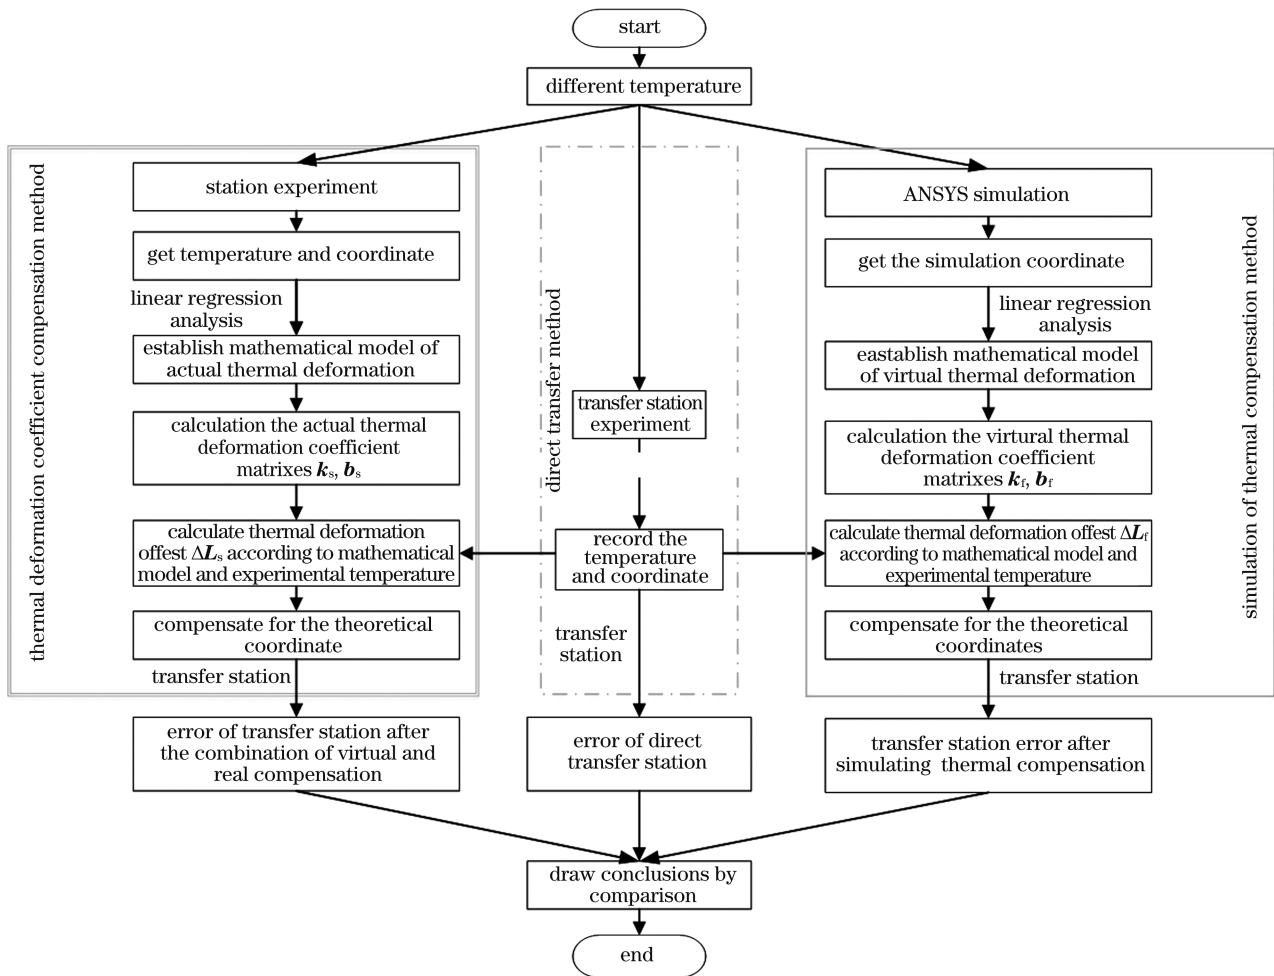 start
different temperature
thermal deformation coefficient compensation method
station experiment
get temperature and coordinate
linear regression
analysis
establish mathematical model of
actual thermal deformation
calculation the actual thermal
deformation coefficient
matrixes kₛ, bₛ
calculate thermal deformation
offest ΔLₛ according to mathematical
model and experimental temperature
compensate for the theoretical
coordinate
transfer station
error of transfer station after
the combination of virtual and
real compensation
direct transfer method
transfer station
experiment
record the
temperature
and coordinate
transfer
station
error of direct
transfer station
simulation of thermal compensation method
ANSYS simulation
get the simulation coordinate
linear regression
analysis
eastablish mathematical model
of virtual thermal deformation
calculation the virtural thermal
deformation coefficient
matrixes k_f, b_f
calculate thermal deformation offest ΔL_f
according to mathematical model and
experimental temperature
compensate for the theoretical
coordinates
transfer station
transfer station error after
simulating thermal compensation
draw conclusions by
comparison
end